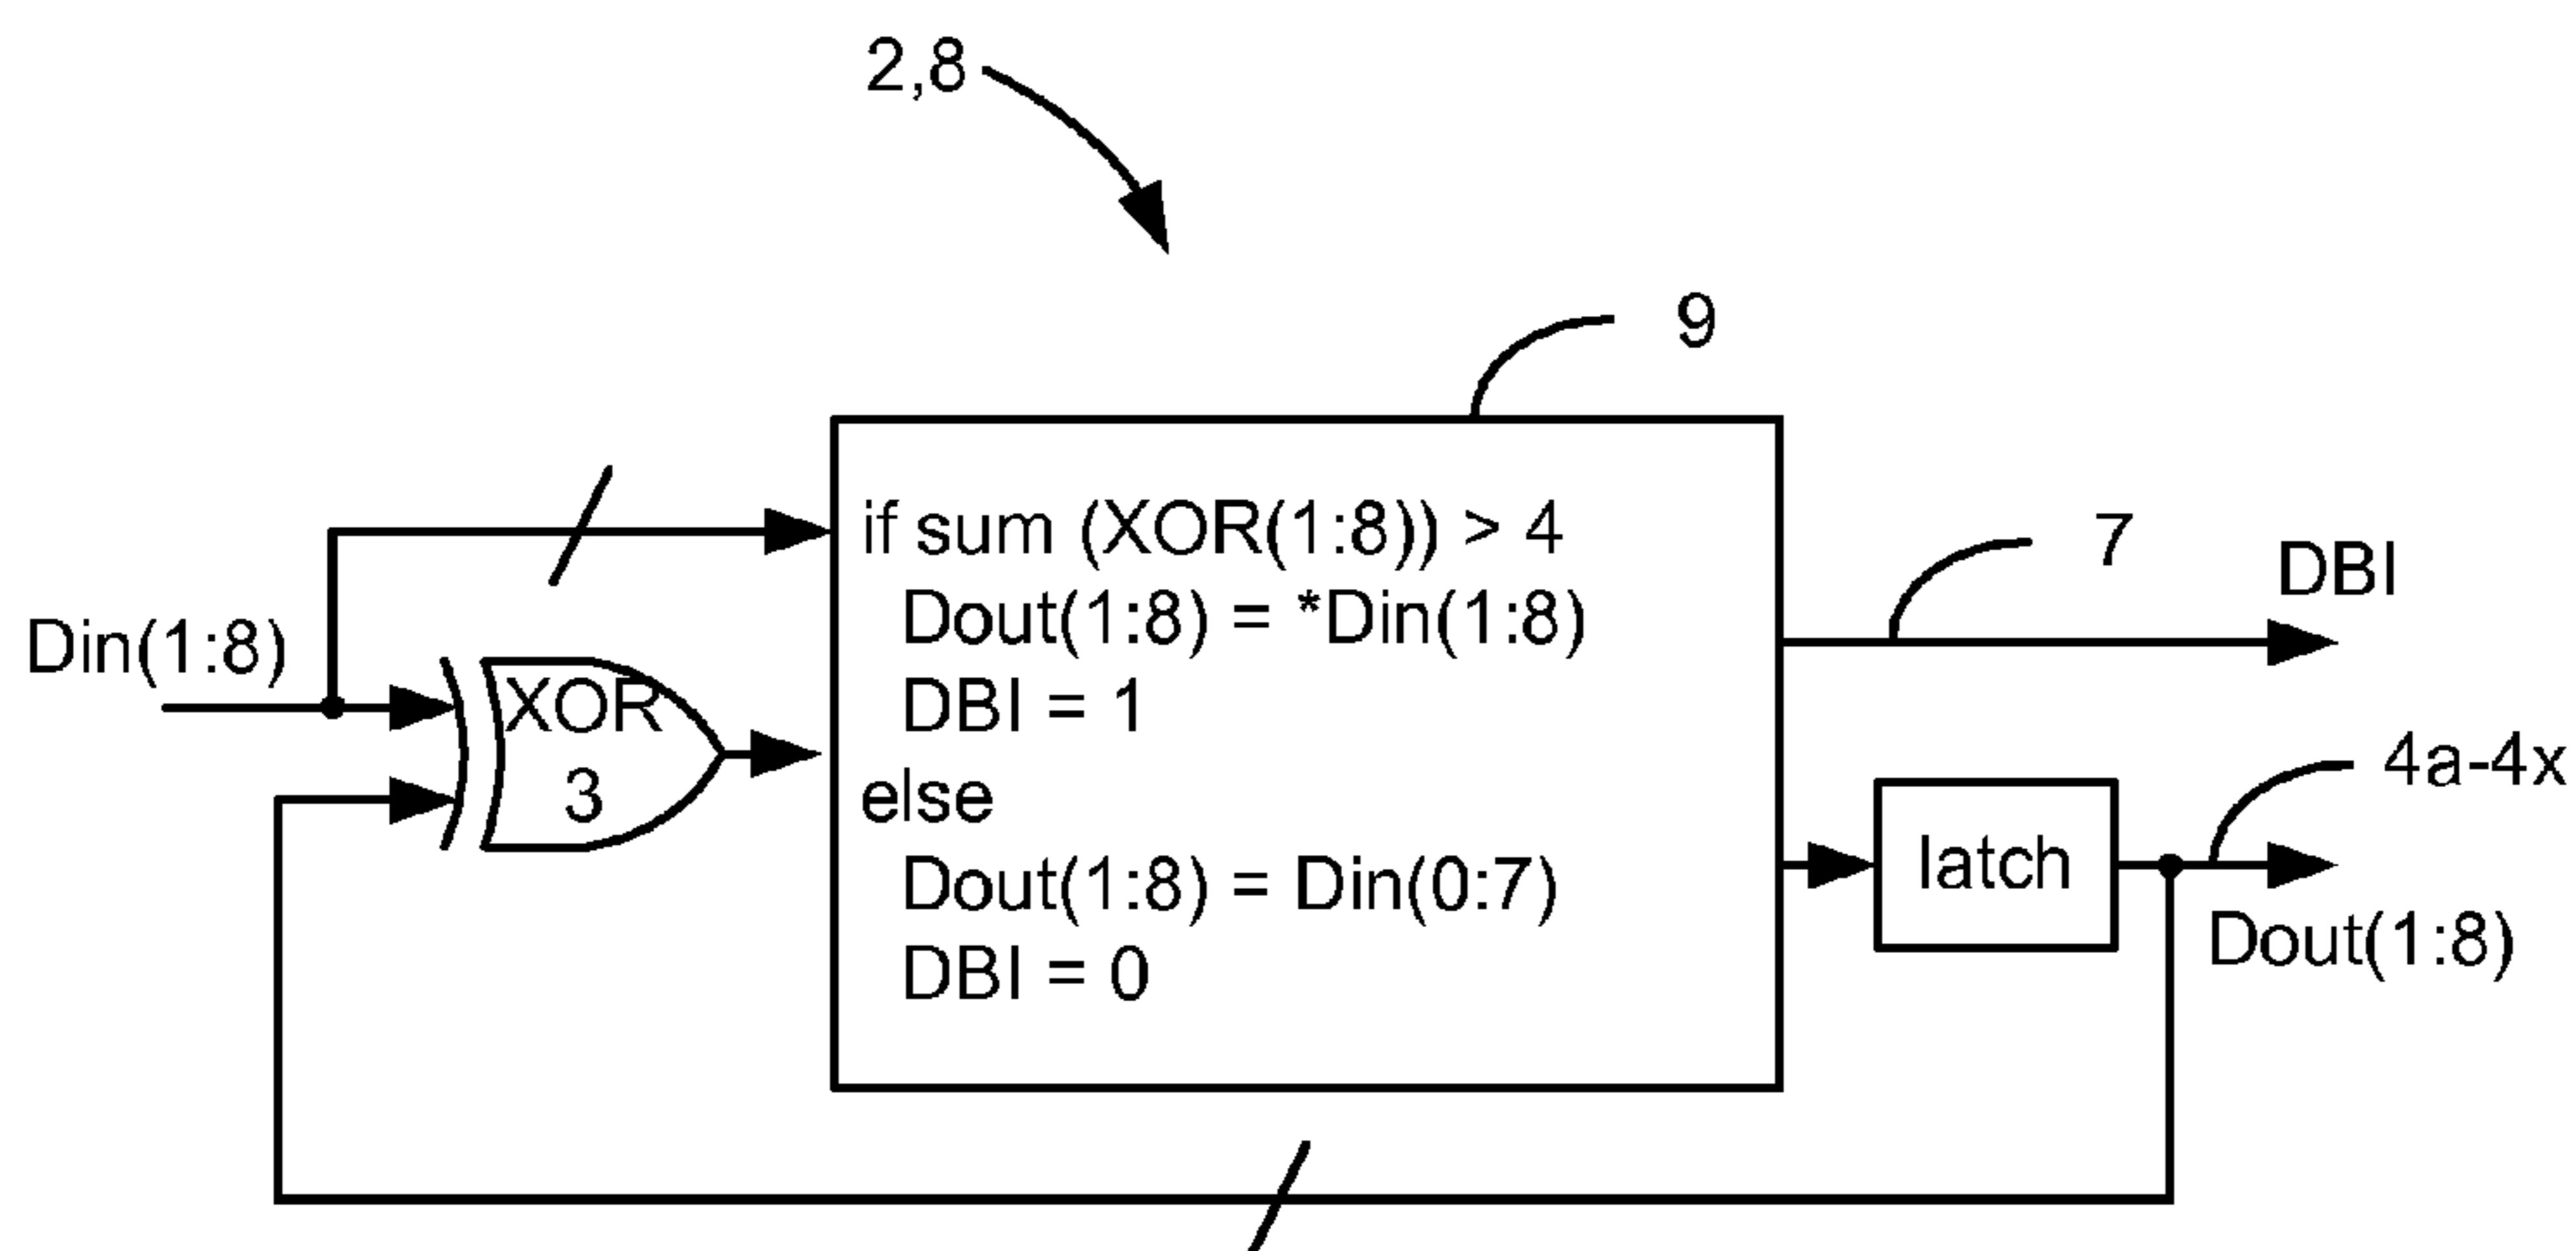 2,8
9
if sum (XOR(1:8)) > 4
Dout(1:8) = *Din(1:8)
DBI = 1
else
Dout(1:8) = Din(0:7)
DBI = 0
Din(1:8)
XOR
3
7
DBI
4a-4x
latch
Dout(1:8)